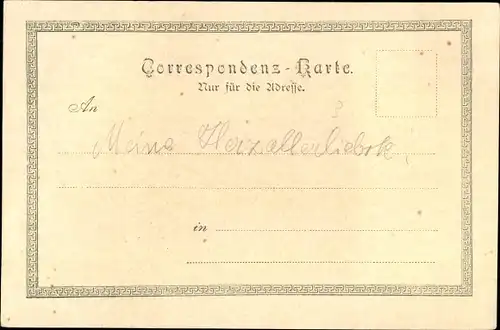 Correspondenz-Karte.
Nur für die Adresse.
An
Meine Herzallerliebste
in